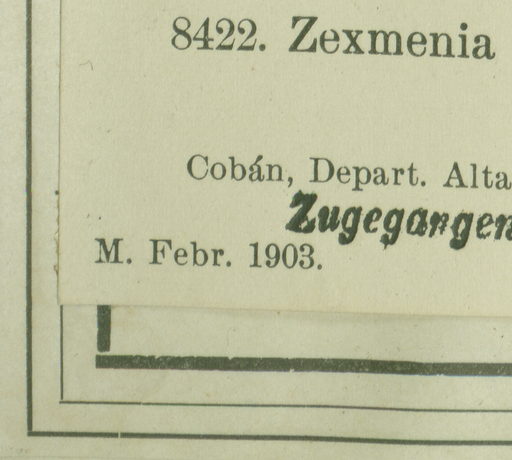 8422. Zexmenia
Cobán, Depart. Alta
Zugegangen
M. Febr. 1903.